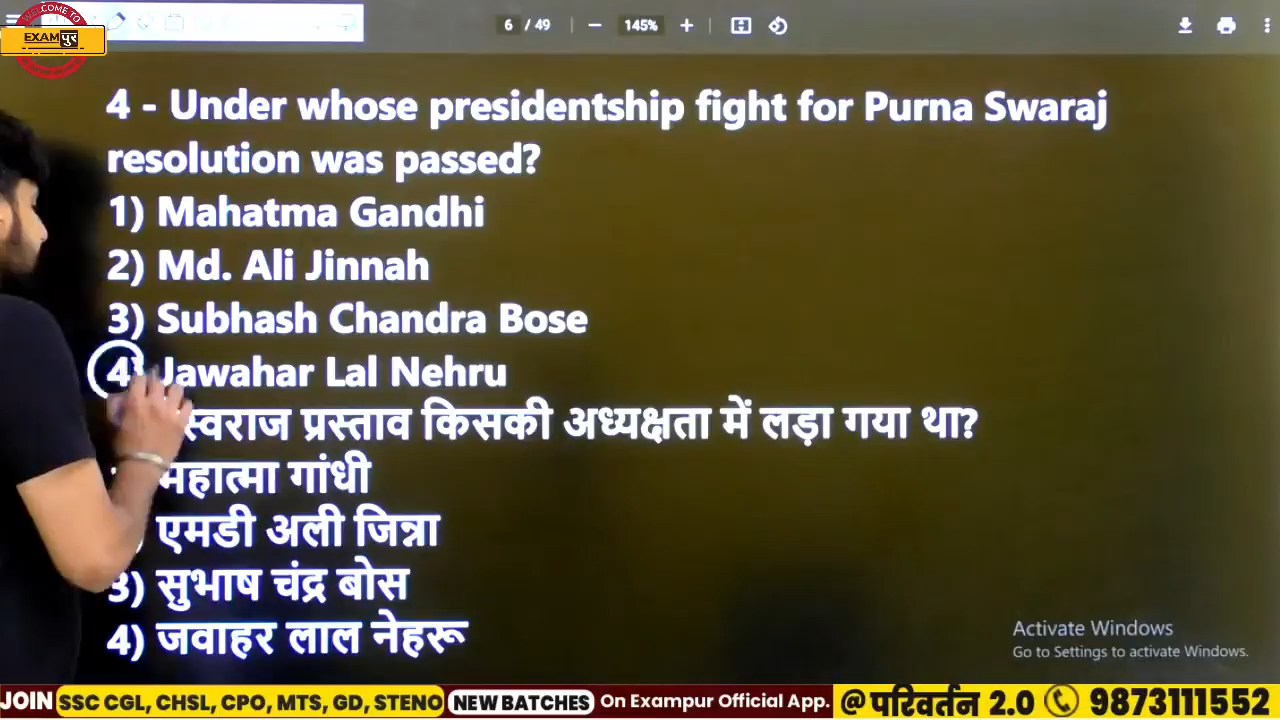 WELCOME TO
EXAMपुर
6 / 49
145%
4 - Under whose presidentship fight for Purna Swaraj
resolution was passed?
1) Mahatma Gandhi
2) Md. Ali Jinnah
3) Subhash Chandra Bose
4) Jawahar Lal Nehru
स्वराज प्रस्ताव किसकी अध्यक्षता में लड़ा गया था?
महात्मा गांधी
एमडी अली जिन्ना
3) सुभाष चंद्र बोस
4) जवाहर लाल नेहरू
Activate Windows
Go to Settings to activate Windows.
JOIN SSC CGL, CHSL, CPO, MTS, GD, STENO NEW BATCHES On Exampur Official App. @परिवर्तन 2.0 9873111552